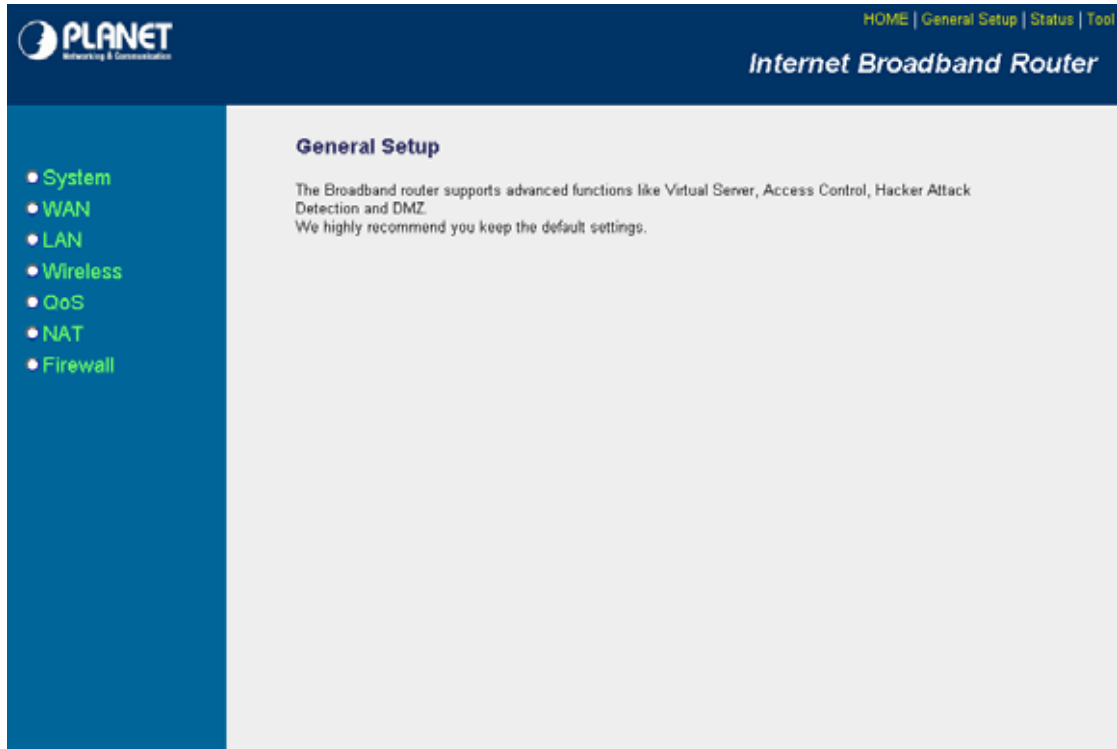 PLANET
Networking & Communication
HOME | General Setup | Status | Tool
Internet Broadband Router
System
WAN
LAN
Wireless
QoS
NAT
Firewall
General Setup
The Broadband router supports advanced functions like Virtual Server, Access Control, Hacker Attack
Detection and DMZ.
We highly recommend you keep the default settings.